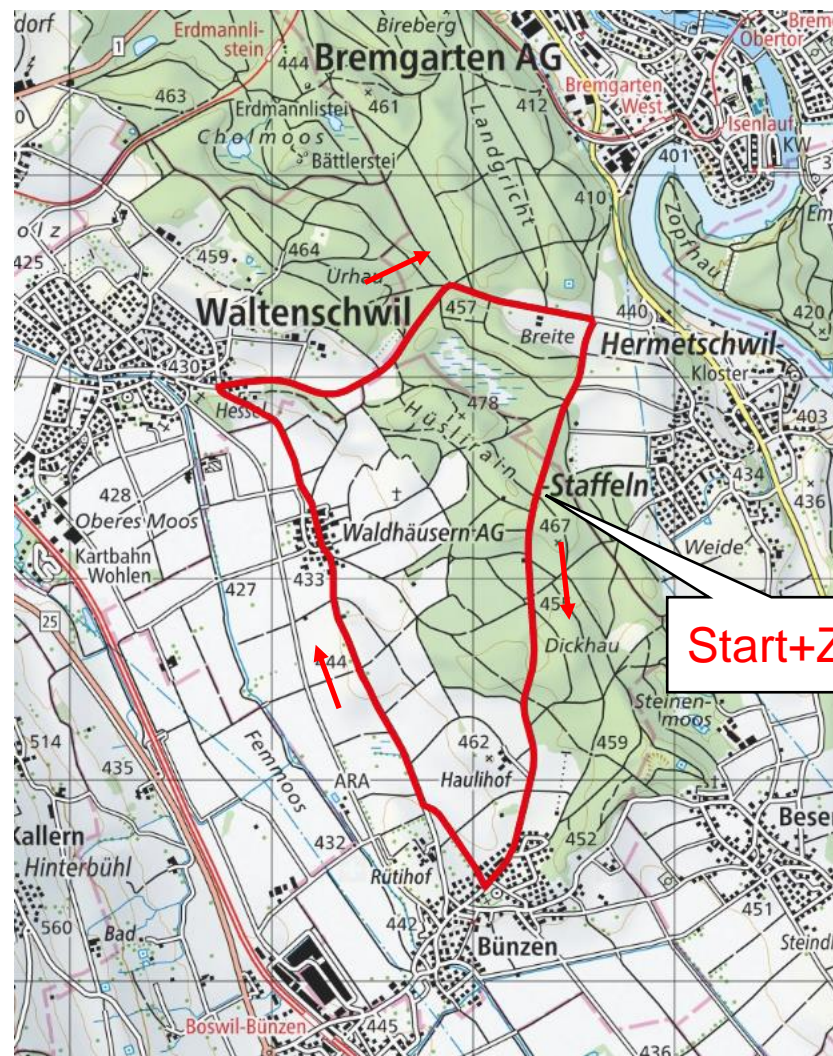 dorf
Erdmannli-
stein
Bireberg
1
444
Bremgarten AG
Obertor
463
Erdmannlistei
461
412
Bremgarten
West
Isenlauf
KW
Cholmoos
Bättlerstei
Landgricht
401
410
Zopfhau
olz
425
459
464
Urhau
Waltenschwil
457
Breite
440
420
Hermetschwil-
Kloster
430
Hessel
478
Hüslirain
403
434
436
428
Oberes Moos
Staffeln
467
Waldhäusern AG
Weide
Kartbahn
Wohlen
433
427
25
Start+Z
Dickhau
444
Steinen-
moos
514
Femmoos
462
459
435
ARA
Haulihof
Kallern
Hinterbühl
432
452
Rütihof
560
442
451
Bad
Bünzen
Boswil-Bünzen
445
436